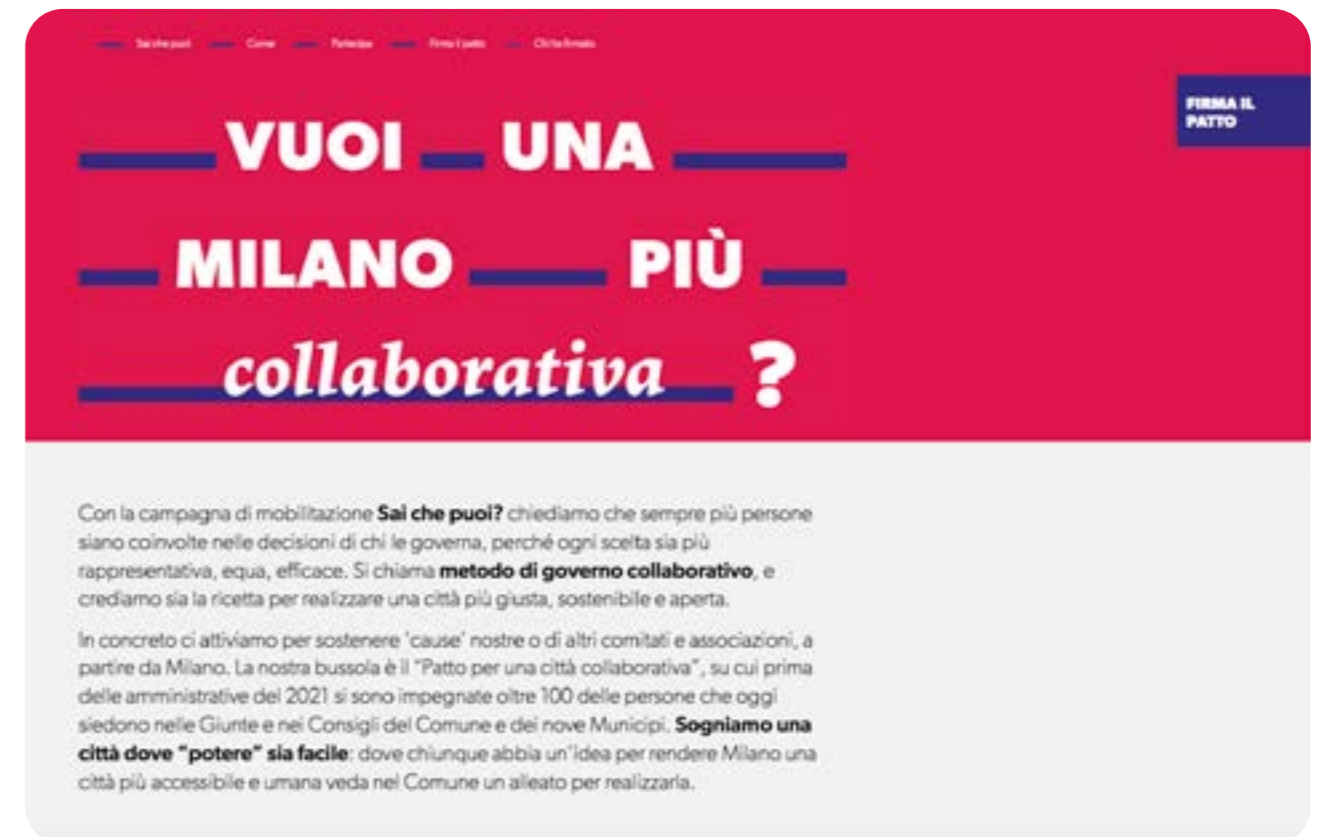 Sai che puoi Come Partecipa Firma il patto Chi ha firmato
FIRMA IL
PATTO
VUOI UNA
MILANO PIÙ
collaborativa ?
Con la campagna di mobilitazione Sai che puoi? chiediamo che sempre più persone
siano coinvolte nelle decisioni di chi le governa, perché ogni scelta sia più
rappresentativa, equa, efficace. Si chiama metodo di governo collaborativo, e
crediamo sia la ricetta per realizzare una città più giusta, sostenibile e aperta.
In concreto ci attiviamo per sostenere 'cause' nostre o di altri comitati e associazioni, a
partire da Milano. La nostra bussola è il "Patto per una città collaborativa", su cui prima
delle amministrative del 2021 si sono impegnate oltre 100 delle persone che oggi
siedono nelle Giunte e nei Consigli del Comune e dei nove Municipi. Sogniamo una
città dove "potere" sia facile: dove chiunque abbia un'idea per rendere Milano una
città più accessibile e umana veda nel Comune un alleato per realizzarla.